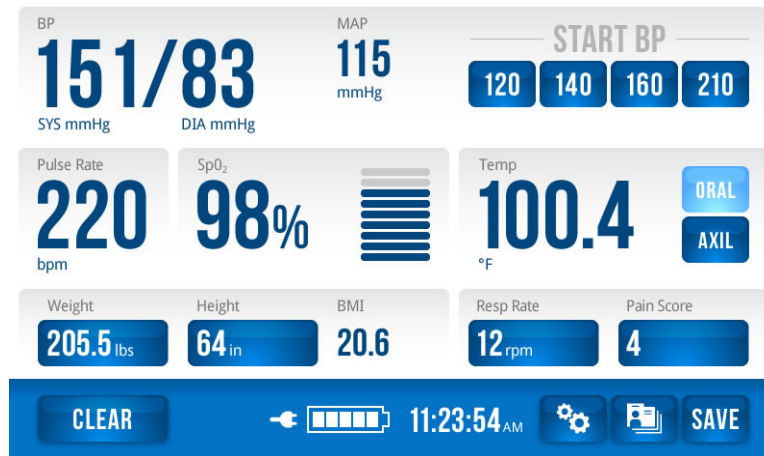 BP
151/83
SYS mmHg DIA mmHg
MAP
115
mmHg
START BP
120 140 160 210
Pulse Rate
220
bpm
SpO₂
98%
Temp
100.4
°F
ORAL
AXIL
Weight Height BMI
205.5 lbs 64 in 20.6
Resp Rate Pain Score
12 rpm 4
CLEAR 11:23:54 AM SAVE